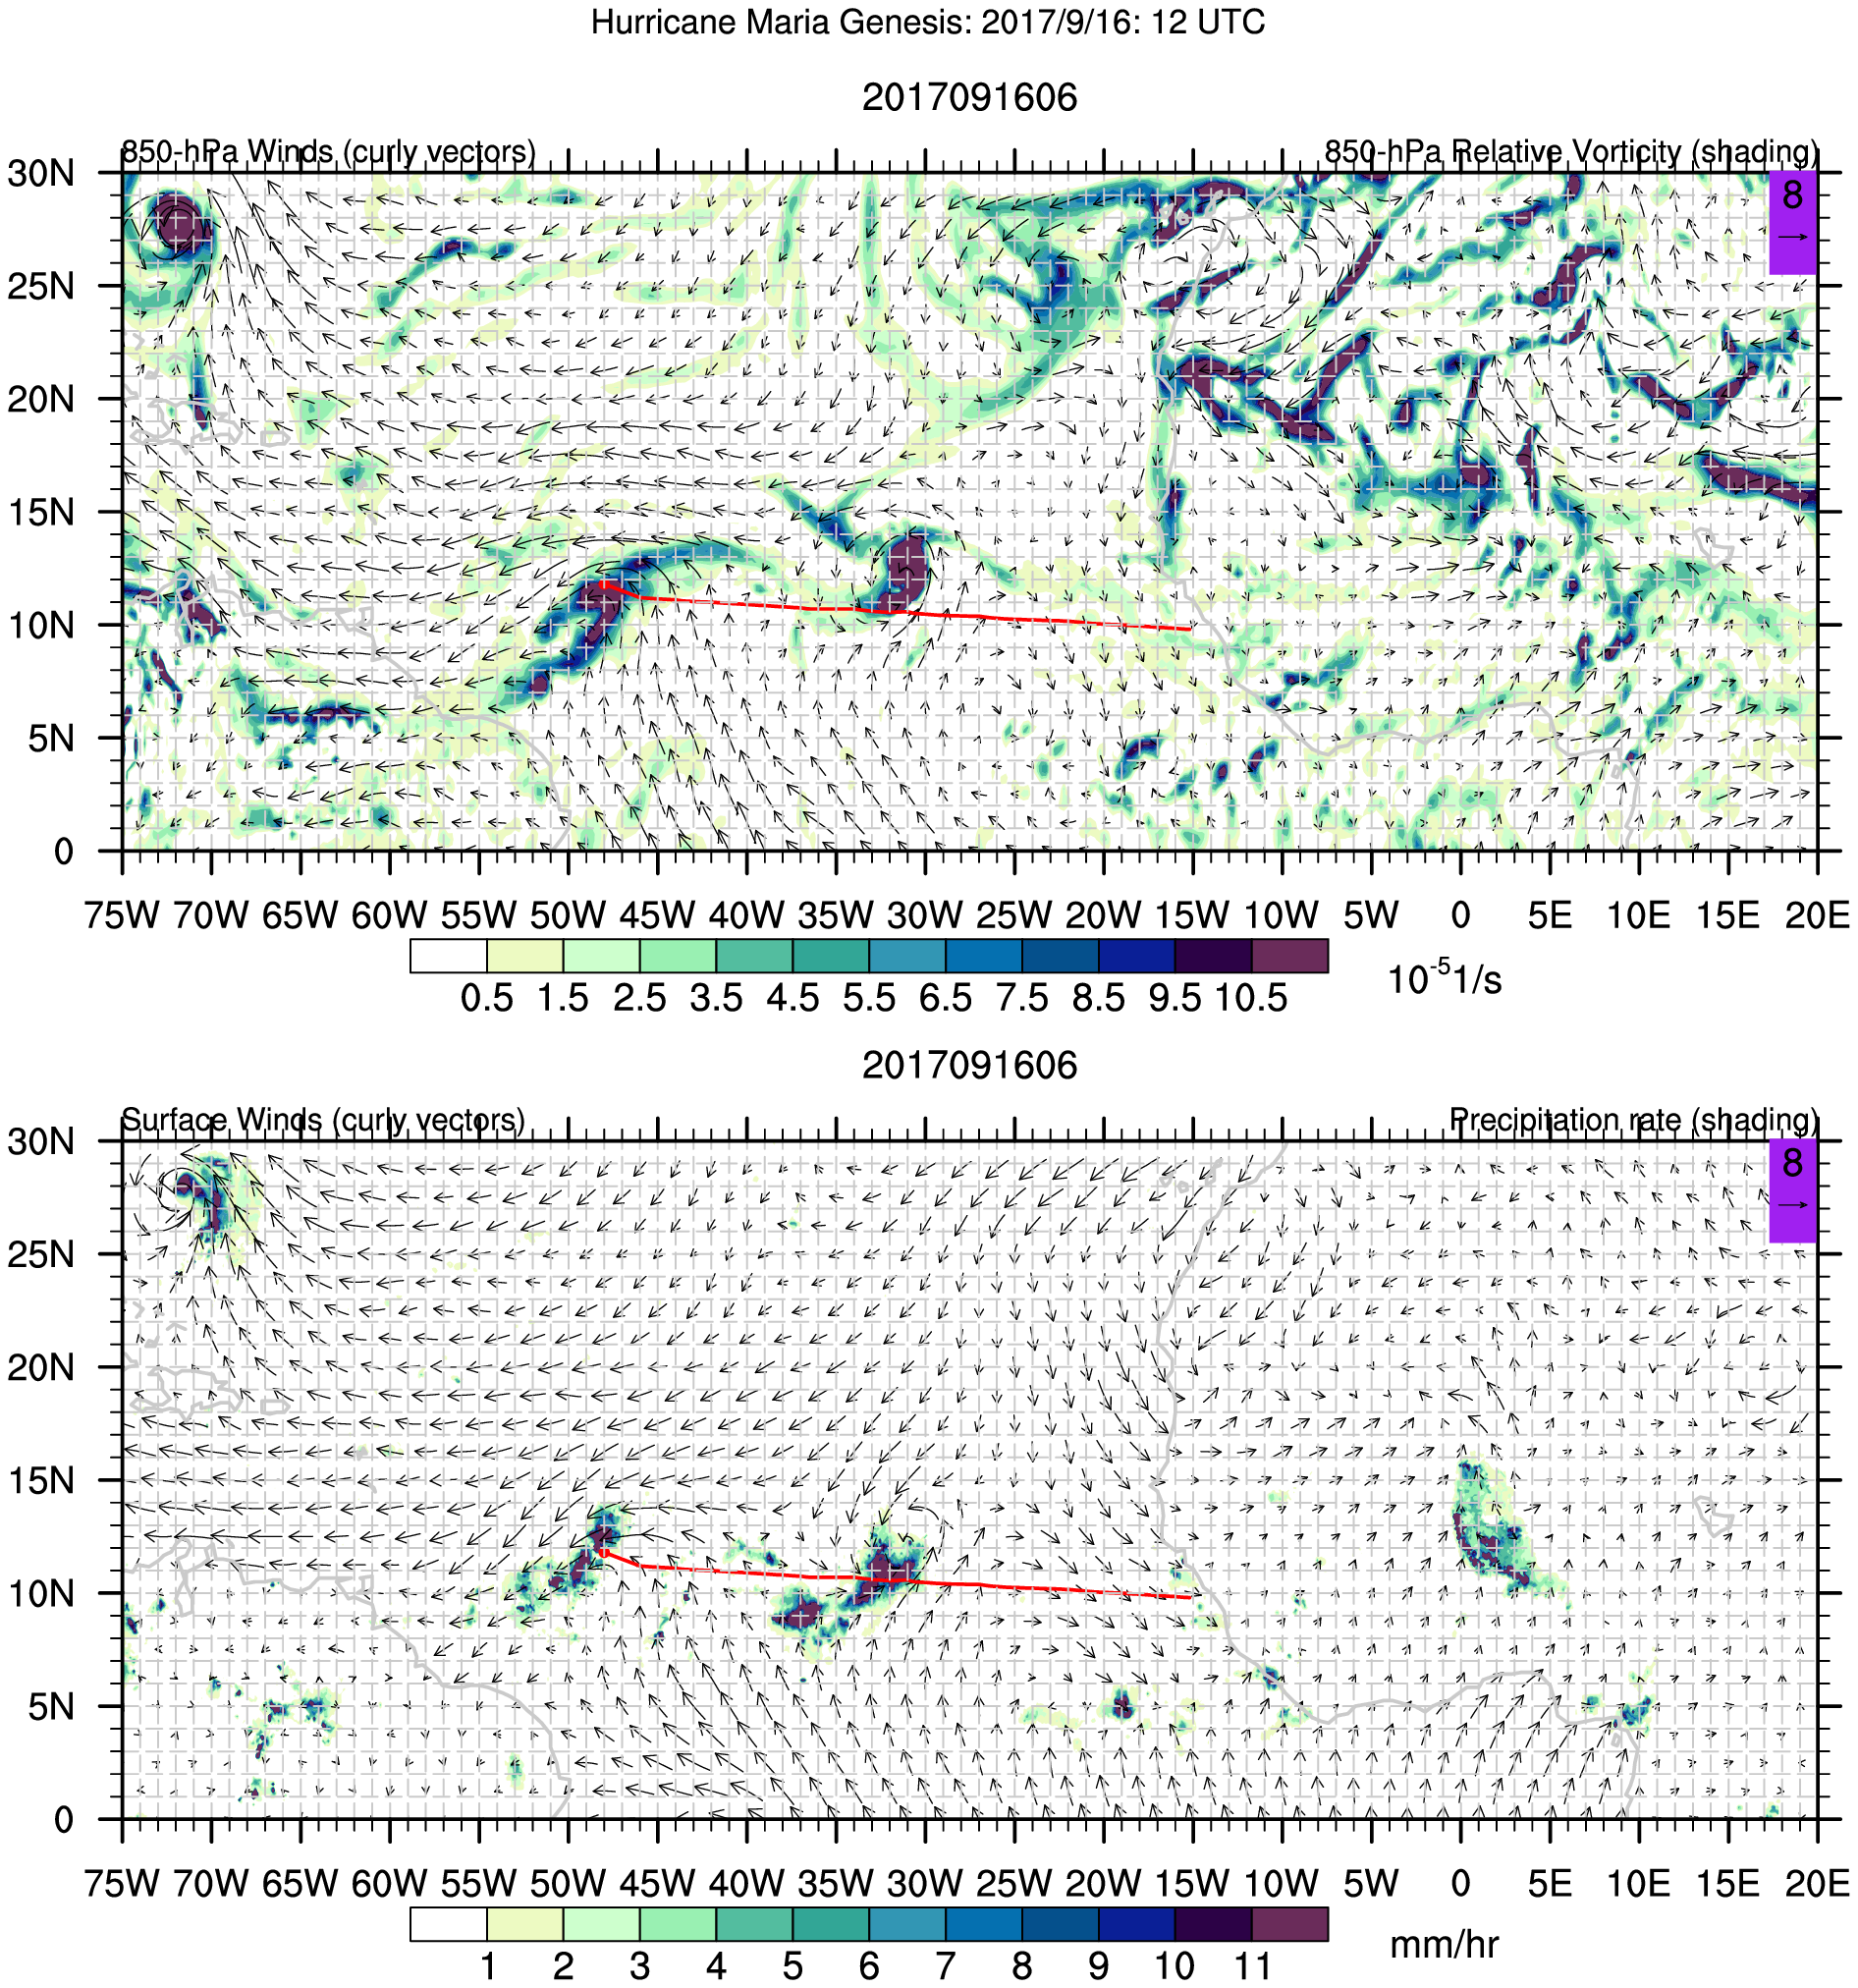 Hurricane Maria Genesis: 2017/9/16: 12 UTC
2017091606
850-hPa Winds (curly vectors) 850-hPa Relative Vorticity (shading)
8
30N
25N
20N
15N
10N
5N
0
75W 70W 65W 60W 55W 50W 45W 40W 35W 30W 25W 20W 15W 10W 5W 0 5E 10E 15E 20E
0.5 1.5 2.5 3.5 4.5 5.5 6.5 7.5 8.5 9.5 10.5
10⁻⁵1/s
2017091606
Surface Winds (curly vectors) Precipitation rate (shading)
8
30N
25N
20N
15N
10N
5N
0
75W 70W 65W 60W 55W 50W 45W 40W 35W 30W 25W 20W 15W 10W 5W 0 5E 10E 15E 20E
1 2 3 4 5 6 7 8 9 10 11
mm/hr